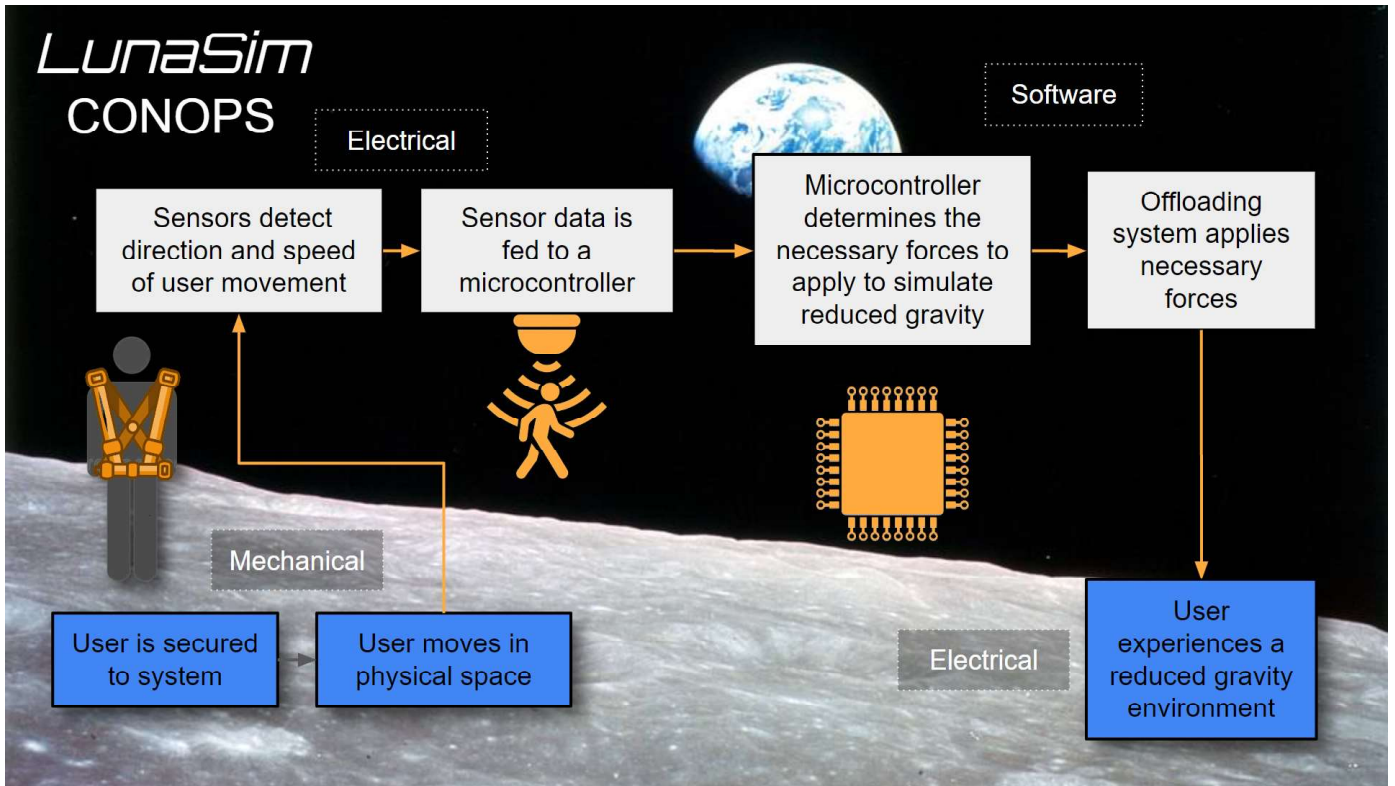 LunaSim
CONOPS
Electrical
Software
Sensors detect
direction and speed
of user movement
Sensor data is
fed to a
microcontroller
Microcontroller
determines the
necessary forces to
apply to simulate
reduced gravity
Offloading
system applies
necessary
forces
Mechanical
User is secured
to system
User moves in
physical space
Electrical
User
experiences a
reduced gravity
environment